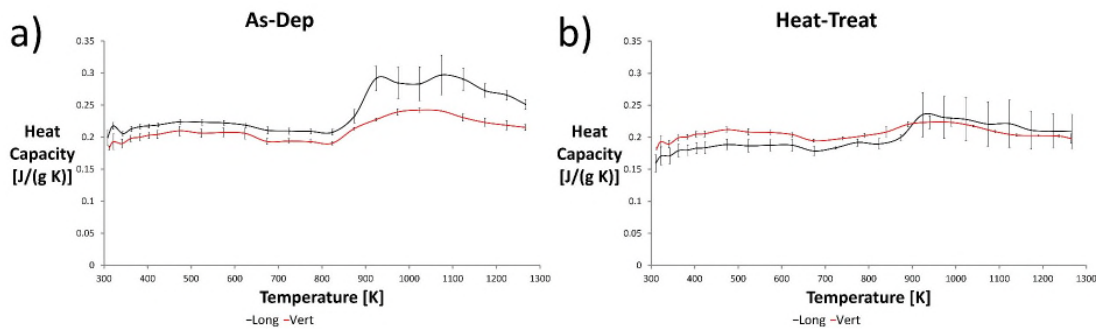 a)
As-Dep
Heat
Capacity
[J/(g K)]
0.35
0.3
0.25
0.2
0.15
0.1
0.05
0
300 400 500 600 700 800 900 1000 1100 1200 1300
Temperature [K]
—Long —Vert
b)
Heat-Treat
Heat
Capacity
[J/(g K)]
0.35
0.3
0.25
0.2
0.15
0.1
0.05
0
300 400 500 600 700 800 900 1000 1100 1200 1300
Temperature [K]
—Long —Vert